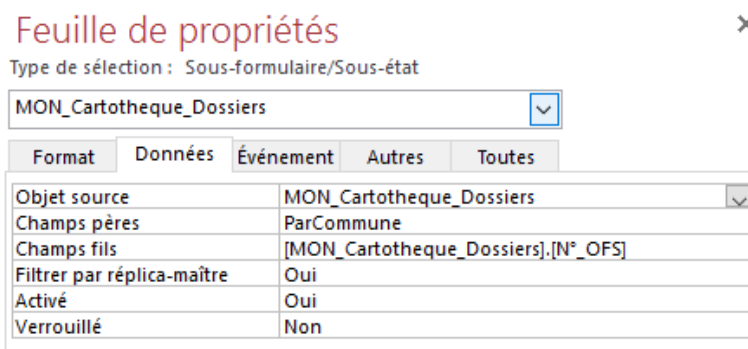 Feuille de propriétés
Type de sélection : Sous-formulaire/Sous-état
MON_Cartotheque_Dossiers
Format Données Événement Autres Toutes
Objet source MON_Cartotheque_Dossiers
Champs pères ParCommune
Champs fils [MON_Cartotheque_Dossiers].[N°_OFS]
Filtrer par réplica-maître Oui
Activé Oui
Verrouillé Non